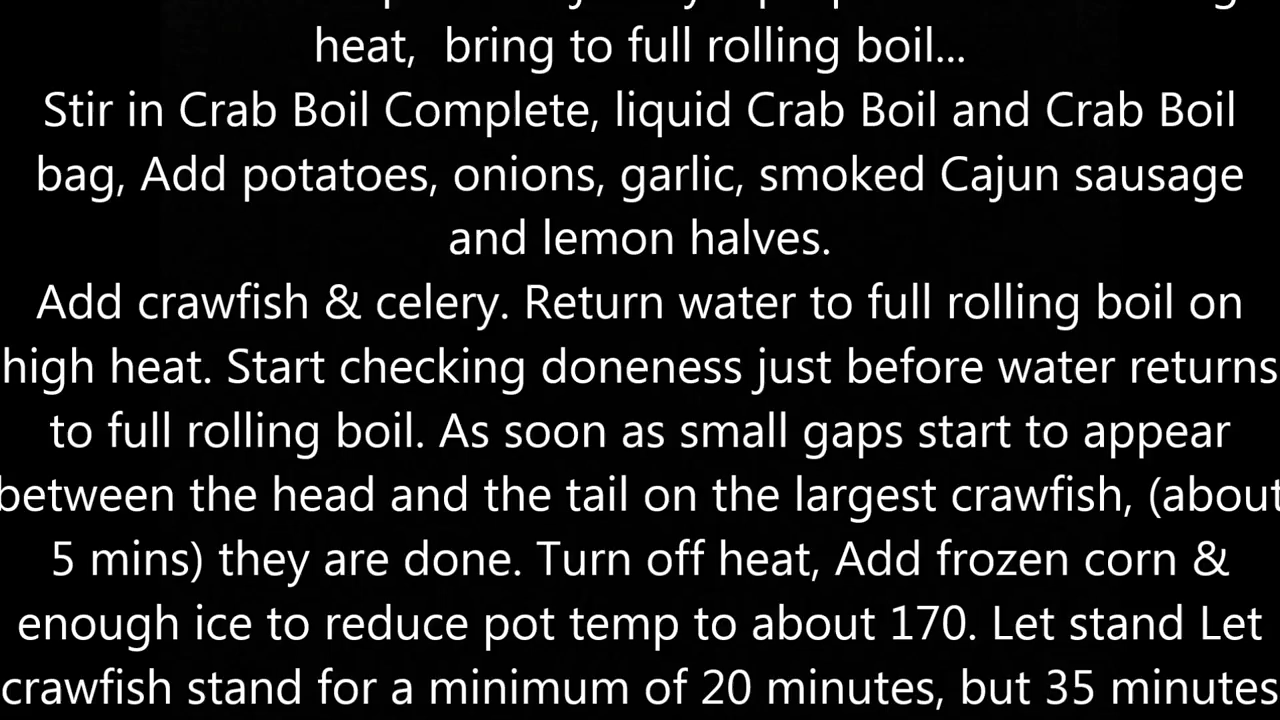 heat, bring to full rolling boil...
Stir in Crab Boil Complete, liquid Crab Boil and Crab Boil
bag, Add potatoes, onions, garlic, smoked Cajun sausage
and lemon halves.
Add crawfish & celery. Return water to full rolling boil on
high heat. Start checking doneness just before water returns
to full rolling boil. As soon as small gaps start to appear
between the head and the tail on the largest crawfish, (about
5 mins) they are done. Turn off heat, Add frozen corn &
enough ice to reduce pot temp to about 170. Let stand Let
crawfish stand for a minimum of 20 minutes, but 35 minutes